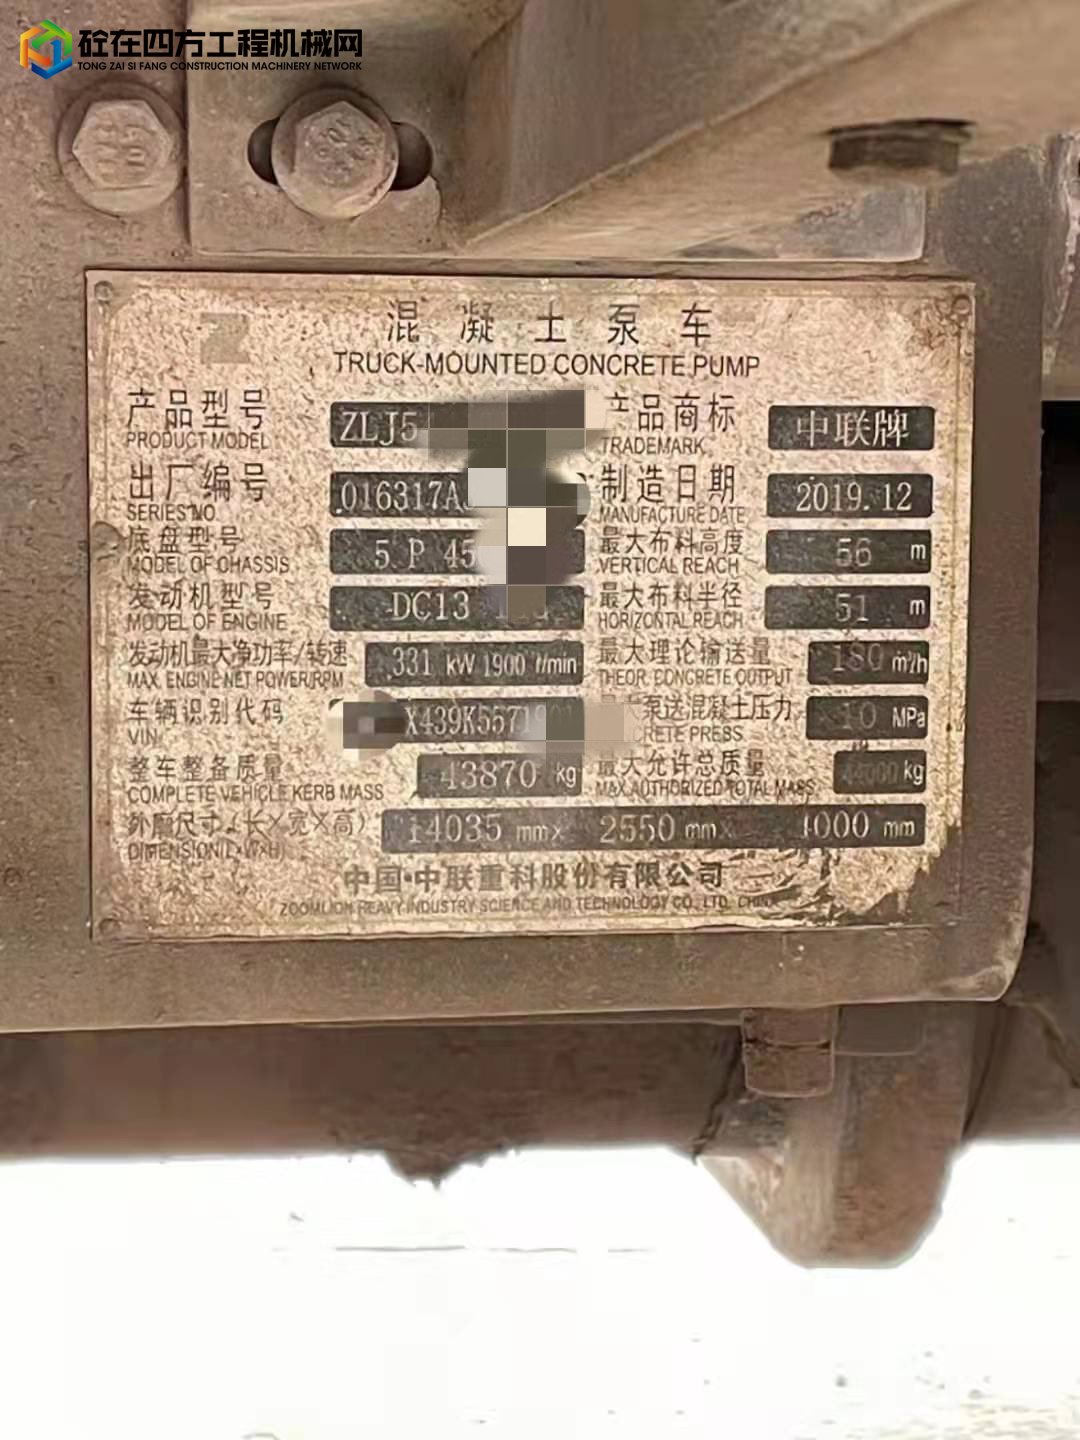 砼在四方工程机械网
TONG ZAI SI FANG CONSTRUCTION MACHINERY NETWORK
混凝土泵车
TRUCK-MOUNTED CONCRETE PUMP
产品型号 ZLJ5 产品商标 中联牌
PRODUCT MODEL TRADEMARK
出厂编号 016317A 制造日期 2019.12
SERIES NO MANUFACTURE DATE
底盘型号 5 P 45 最大布料高度 56 m
MODEL OF CHASSIS VERTICAL REACH
发动机型号 DC13 最大布料半径 51 m
MODEL OF ENGINE HORIZONTAL REACH
发动机最大净功率/转速 331 kW 1900 r/min 最大理论输送量 180 m³/h
MAX. ENGINE NET POWER/RPM THEOR. CONCRETE OUTPUT
车辆识别代码 X439K5571 泵送混凝土压力 10 MPa
VIN CRETE PRESS
整车整备质量 43870 kg 最大允许总质量 kg
COMPLETE VEHICLE KERB MASS MAX.AUTHORIZED TOTAL MASS
外廓尺寸(长×宽×高) 14035 mm× 2550 mm× 4000 mm
DIMENSION(L×W×H)
中国·中联重科股份有限公司
ZOOMLION HEAVY INDUSTRY SCIENCE AND TECHNOLOGY CO., LTD. CHINA